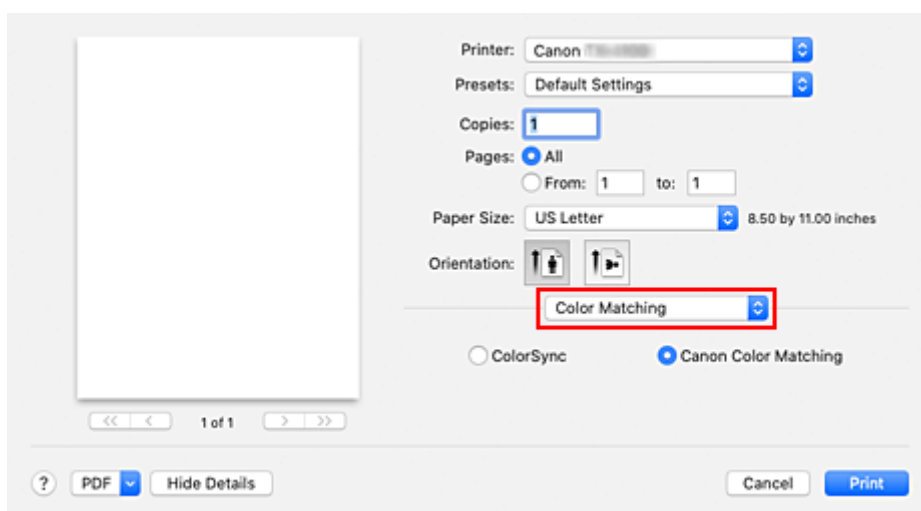 Printer: Canon
Presets: Default Settings
Copies: 1
Pages: All
From: 1 to: 1
Paper Size: US Letter 8.50 by 11.00 inches
Orientation:
Color Matching
ColorSync Canon Color Matching
<< < 1 of 1 > >>
? PDF Hide Details Cancel Print